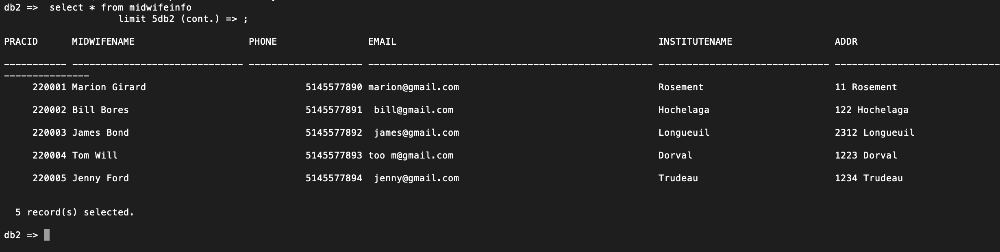 db2 =>  select * from midwifeinfo
                    limit 5db2 (cont.) => ;
PRACID      MIDWIFENAME                    PHONE                EMAIL                                              INSTITUTENAME                  ADDR
----------- ------------------------------ -------------------- -------------------------------------------------- ------------------------------ -----------------------------
---------------
     220001 Marion Girard                            5145577890 marion@gmail.com                                   Rosement                       11 Rosement
     220002 Bill Bores                               5145577891  bill@gmail.com                                    Hochelaga                      122 Hochelaga
     220003 James Bond                               5145577892  james@gmail.com                                   Longueuil                      2312 Longueuil
     220004 Tom Will                                 5145577893 too m@gmail.com                                    Dorval                         1223 Dorval
     220005 Jenny Ford                               5145577894  jenny@gmail.com                                   Trudeau                        1234 Trudeau
  5 record(s) selected.
db2 =>